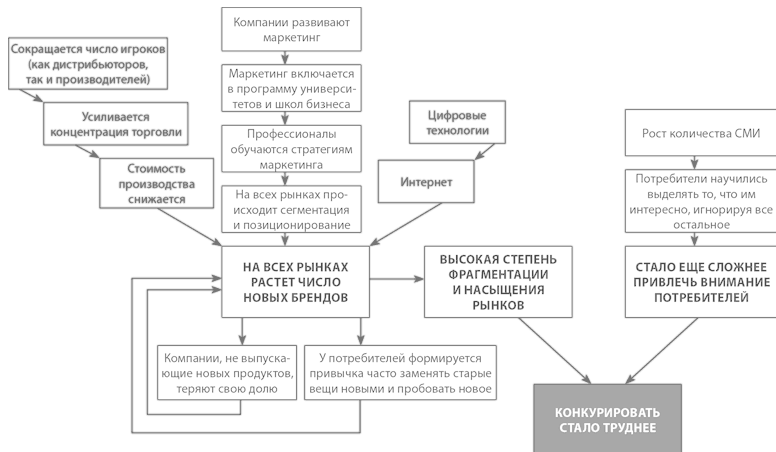 Компании развивают
маркетинг
Сокращается число игроков
(как дистрибьюторов,
так и производителей)
Маркетинг включается
в программу универси-
тетов и школ бизнеса
Усиливается
концентрация торговли
Цифровые
технологии
Профессионалы
обучаются стратегиям
маркетинга
Рост количества СМИ
Стоимость
производства
снижается
Интернет
На всех рынках про-
исходит сегментация
и позиционирование
Потребители научились
выделять то, что им
интересно, игнорируя все
остальное
НА ВСЕХ РЫНКАХ
РАСТЕТ ЧИСЛО
НОВЫХ БРЕНДОВ
ВЫСОКАЯ СТЕПЕНЬ
ФРАГМЕНТАЦИИ
И НАСЫЩЕНИЯ
РЫНКОВ
СТАЛО ЕЩЕ СЛОЖНЕЕ
ПРИВЛЕЧЬ ВНИМАНИЕ
ПОТРЕБИТЕЛЕЙ
Компании, не выпуска-
ющие новых продуктов,
теряют свою долю
У потребителей формируется
привычка часто заменять старые
вещи новыми и пробовать новое
КОНКУРИРОВАТЬ
СТАЛО ТРУДНЕЕ